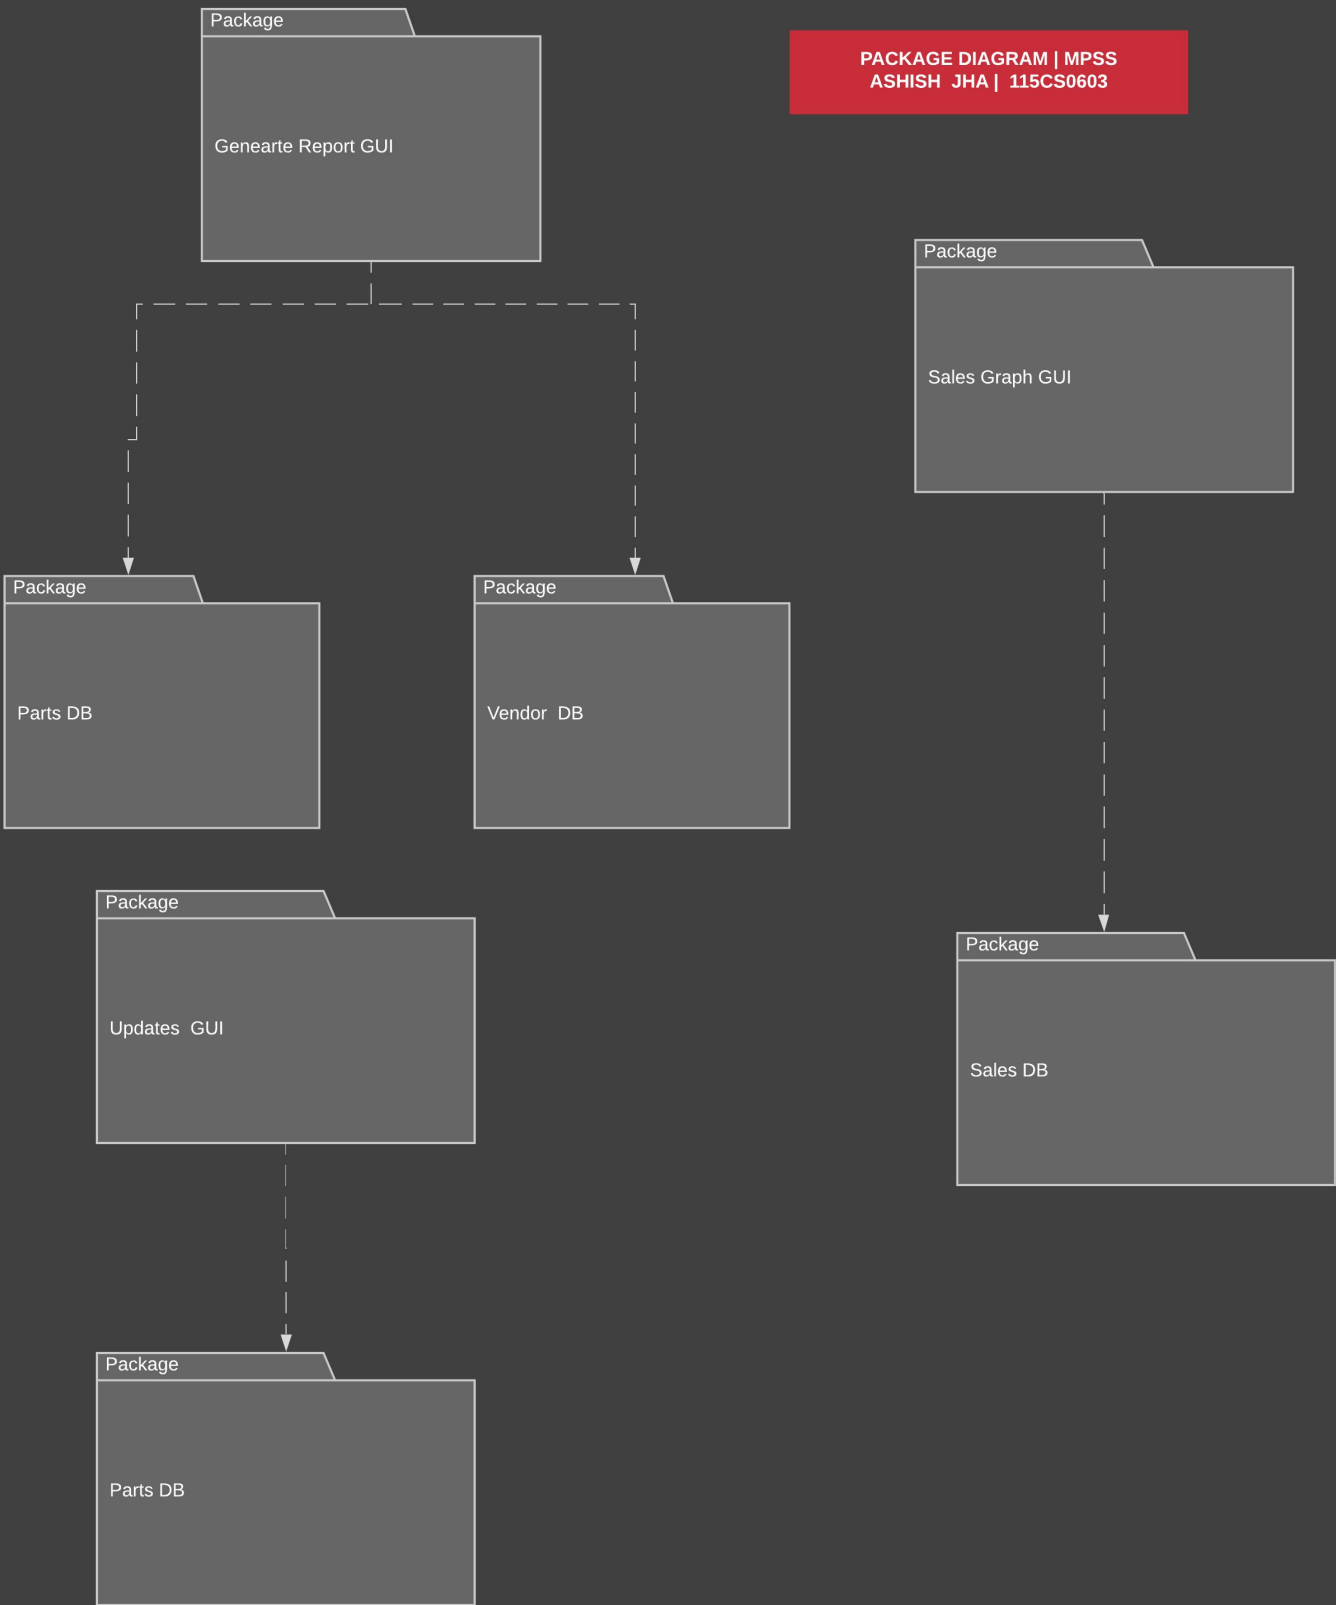 Package
Genearte Report GUI
PACKAGE DIAGRAM | MPSS
ASHISH  JHA |  115CS0603
Package
Sales Graph GUI
Package
Parts DB
Package
Vendor  DB
Package
Updates  GUI
Package
Sales DB
Package
Parts DB